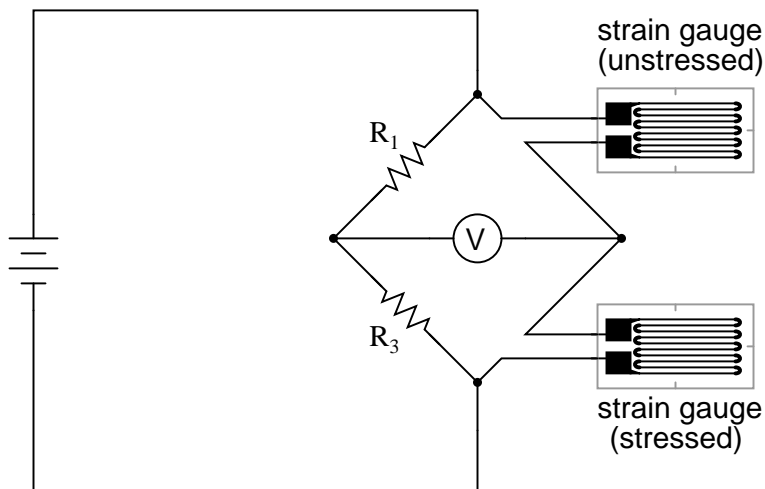 strain gauge
(unstressed)
R1
V
R3
strain gauge
(stressed)